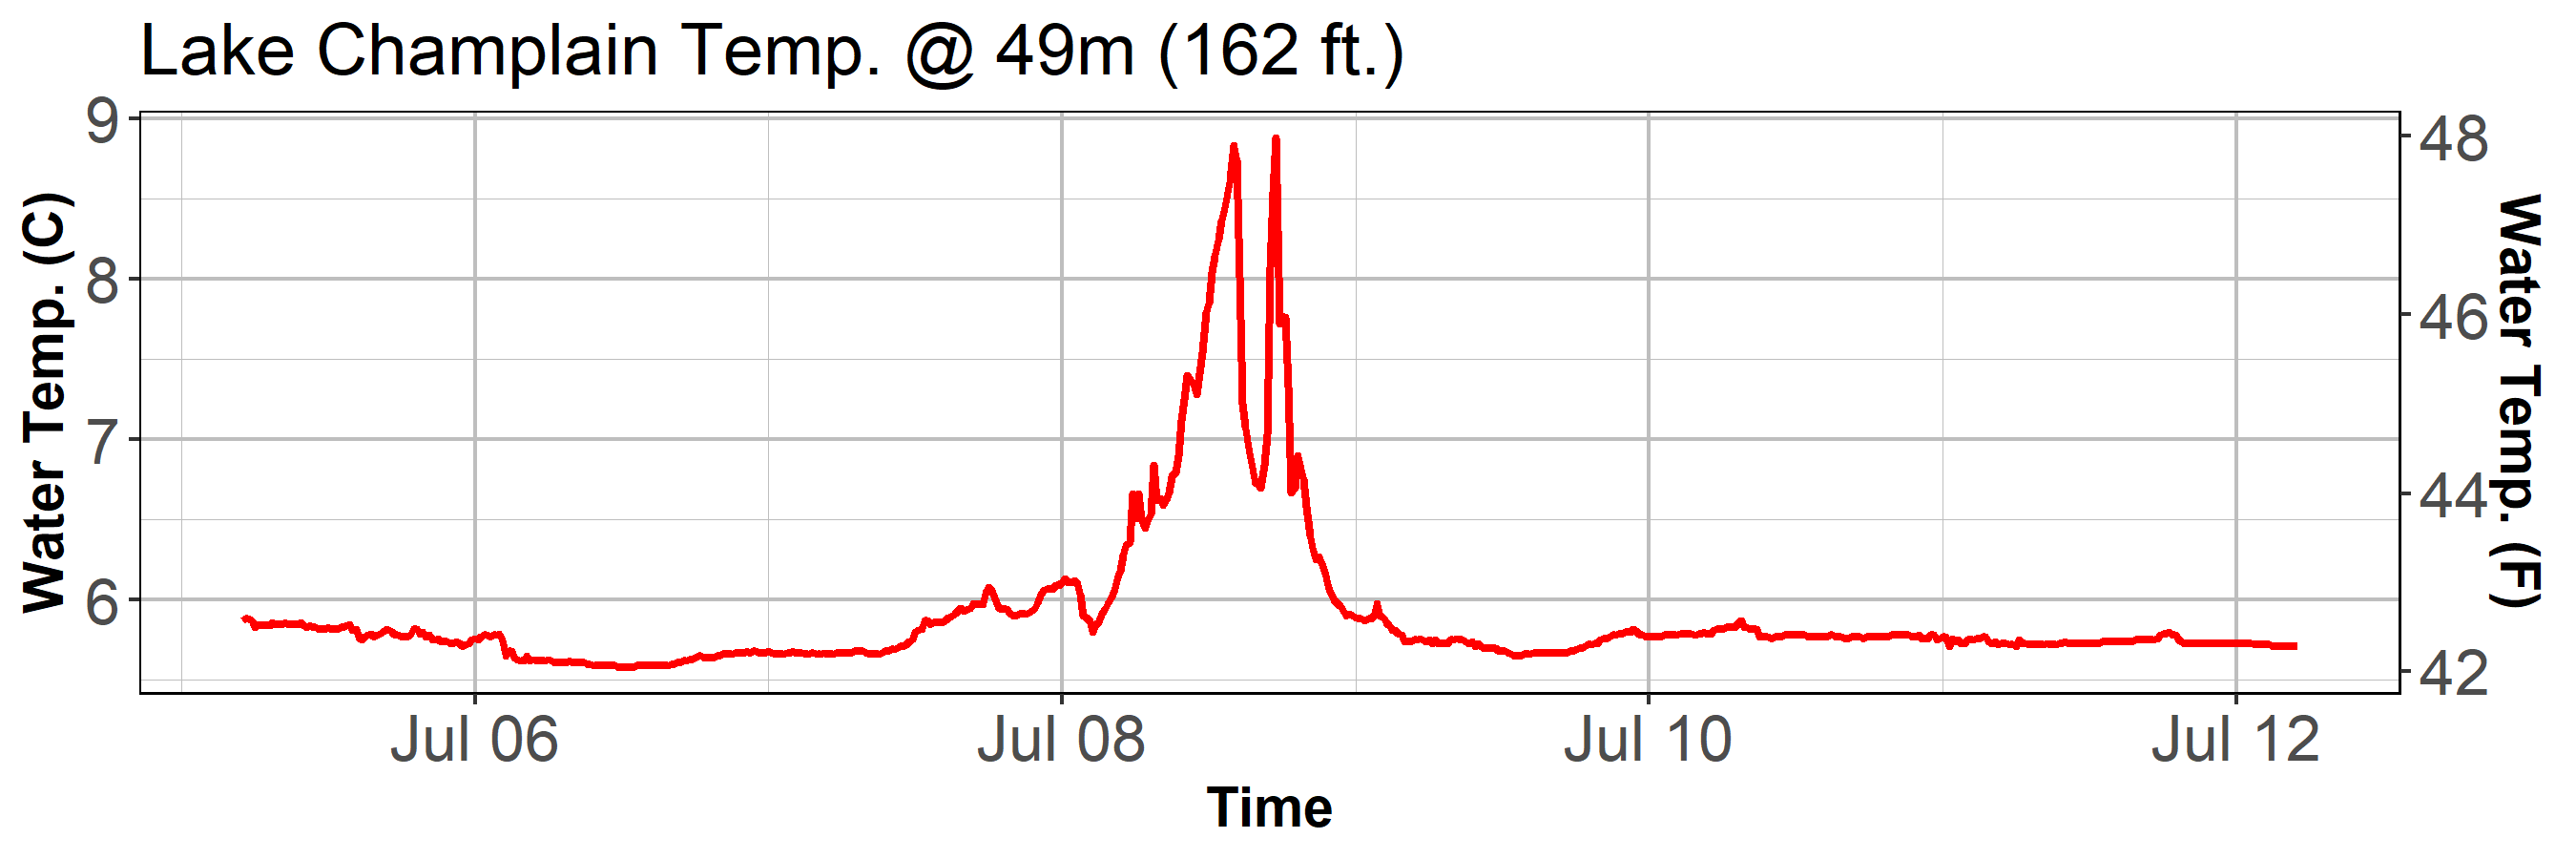 Lake Champlain Temp. @ 49m (162 ft.)
9
8
7
6
Water Temp. (C)
48
46
44
42
Water Temp. (F)
Jul 06
Jul 08
Jul 10
Jul 12
Time